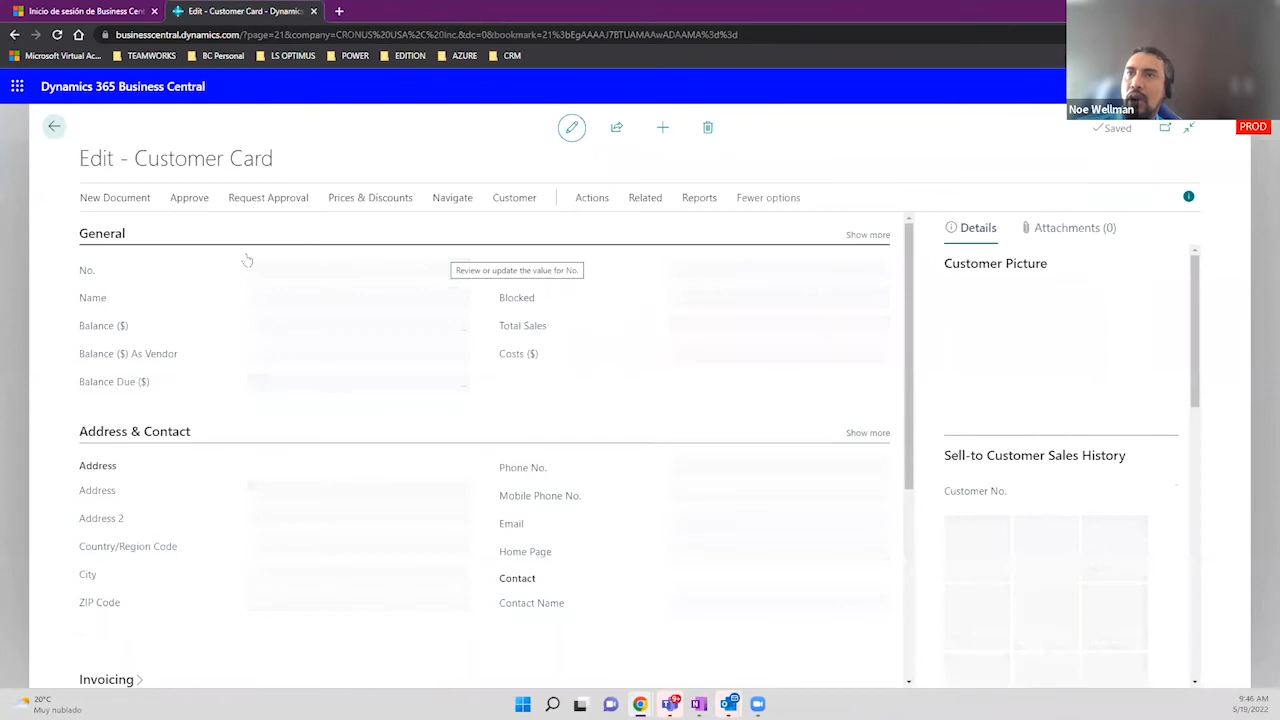 Inicio de sesión de Business Cent
Edit - Customer Card - Dynamics
businesscentral.dynamics.com/?page=21&company=CRONUS%20USA%2C%20Inc.&dc=0&bookmark=21%3bEgAAAAJ7BTUAMAAwADAAMA%3d%3d
Microsoft Virtual Ac...
TEAMWORKS
BC Personal
LS OPTIMUS
POWER
EDITION
AZURE
CRM
Dynamics 365 Business Central
Noe Wellman
Saved
PROD
Edit - Customer Card
New Document
Approve
Request Approval
Prices & Discounts
Navigate
Customer
Actions
Related
Reports
Fewer options
General
Show more
No.
Review or update the value for No.
Name
Blocked
Balance ($)
Total Sales
Balance ($) As Vendor
Costs ($)
Balance Due ($)
Address & Contact
Show more
Address
Phone No.
Address
Mobile Phone No.
Address 2
Email
Country/Region Code
Home Page
City
Contact
ZIP Code
Contact Name
Invoicing
Details
Attachments (0)
Customer Picture
Sell-to Customer Sales History
Customer No.
20°C
Muy nublado
9+
9:46 AM
5/19/2022